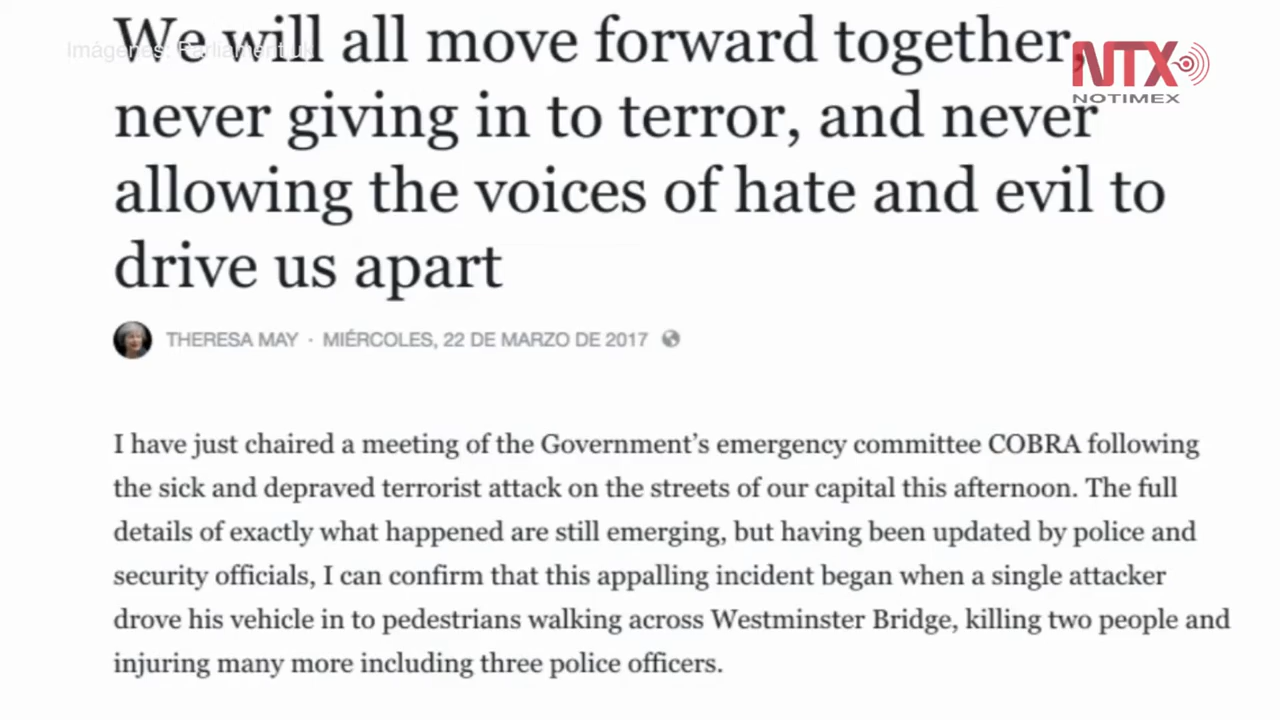 Imágenes: Parliament.uk
NTX
NOTIMEX
We will all move forward together,
never giving in to terror, and never
allowing the voices of hate and evil to
drive us apart
THERESA MAY · MIÉRCOLES, 22 DE MARZO DE 2017
I have just chaired a meeting of the Government’s emergency committee COBRA following
the sick and depraved terrorist attack on the streets of our capital this afternoon. The full
details of exactly what happened are still emerging, but having been updated by police and
security officials, I can confirm that this appalling incident began when a single attacker
drove his vehicle in to pedestrians walking across Westminster Bridge, killing two people and
injuring many more including three police officers.